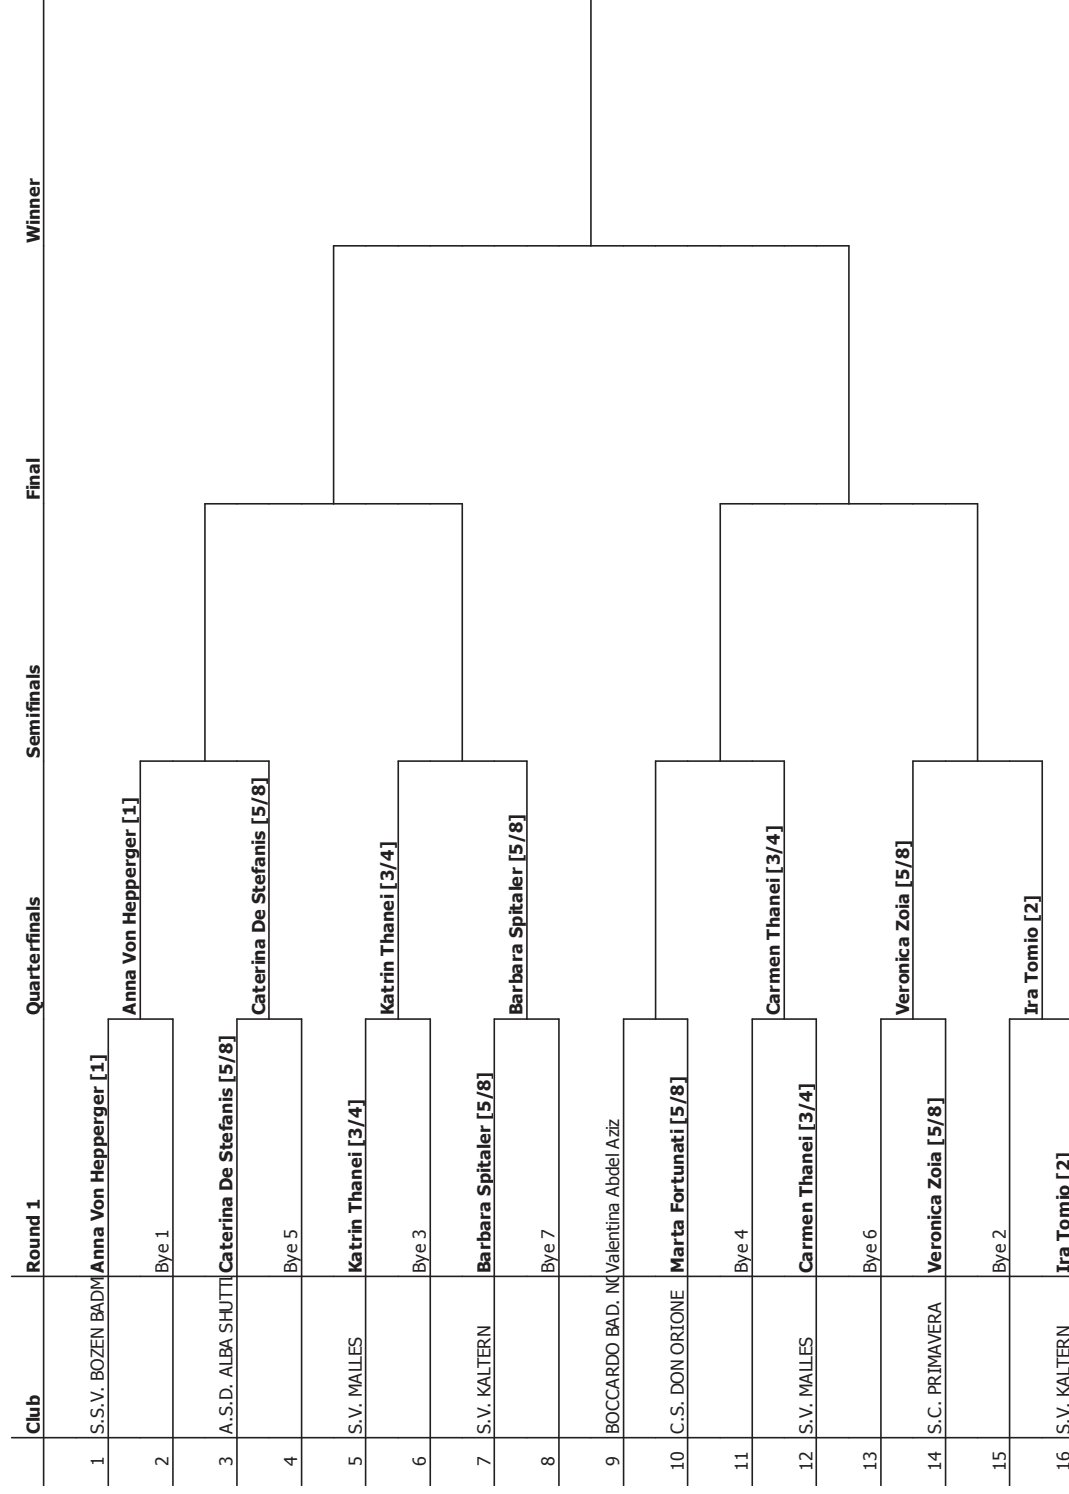 Club Round 1 Quarterfinals Semifinals Final Winner
1 S.S.V. BOZEN BADM Anna Von Hepperger [1]
Anna Von Hepperger [1]
2 Bye 1
3 A.S.D. ALBA SHUTTL Caterina De Stefanis [5/8]
Caterina De Stefanis [5/8]
4 Bye 5
5 S.V. MALLES Katrin Thanei [3/4]
Katrin Thanei [3/4]
6 Bye 3
7 S.V. KALTERN Barbara Spitaler [5/8]
Barbara Spitaler [5/8]
8 Bye 7
9 BOCCARDO BAD. NO Valentina Abdel Aziz
10 C.S. DON ORIONE Marta Fortunati [5/8]
11 Bye 4
Carmen Thanei [3/4]
12 S.V. MALLES Carmen Thanei [3/4]
13 Bye 6
Veronica Zoia [5/8]
14 S.C. PRIMAVERA Veronica Zoia [5/8]
15 Bye 2
Ira Tomio [2]
16 S.V. KALTERN Ira Tomio [2]